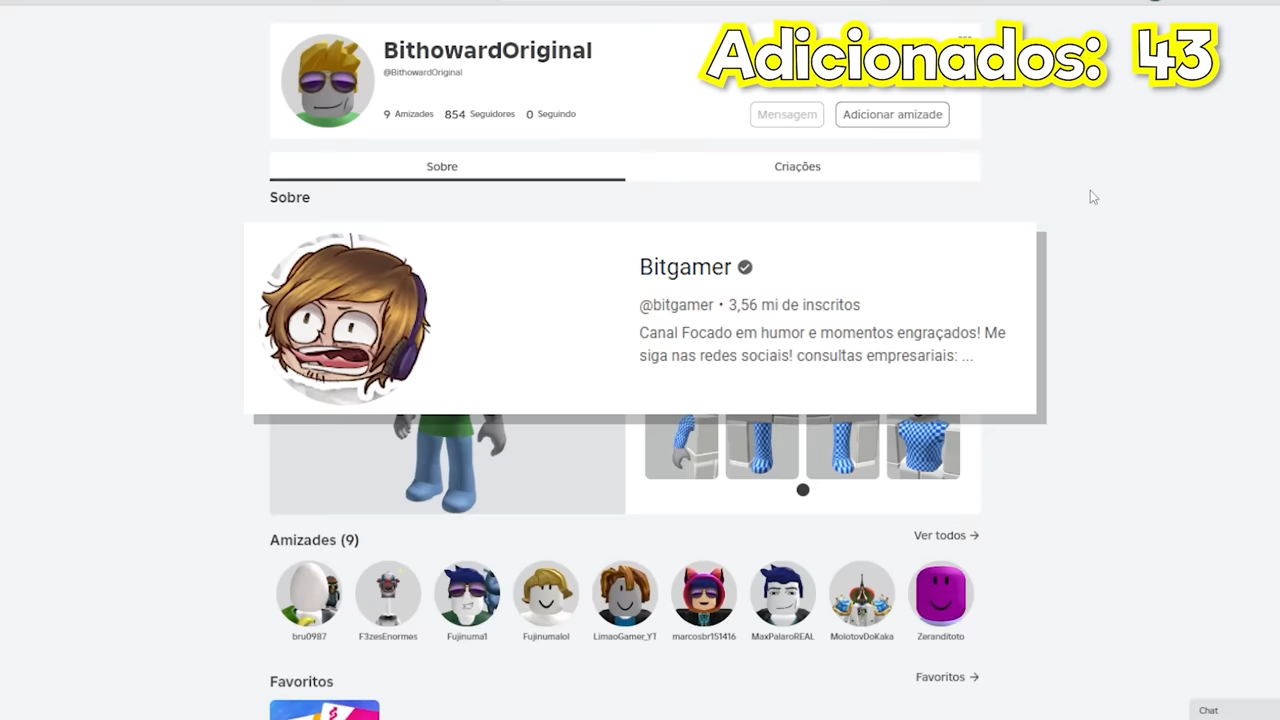 BithowardOriginal
Adicionados: 43
@BithowardOriginal
9 Amizades 854 Seguidores 0 Seguindo
Mensagem
Adicionar amizade
Sobre
Criações
Sobre
Bitgamer
@bitgamer • 3,56 mi de inscritos
Canal Focado em humor e momentos engraçados! Me
siga nas redes sociais! consultas empresariais: ...
Amizades (9)
Ver todos →
bru0987
F3zesEnormes
Fujinuma1
Fujinumalol
LimaoGamer_YT
marcosbr151416
MaxPalaroREAL
MolotovDoKaka
Zeranditoto
Favoritos
Favoritos →
Chat